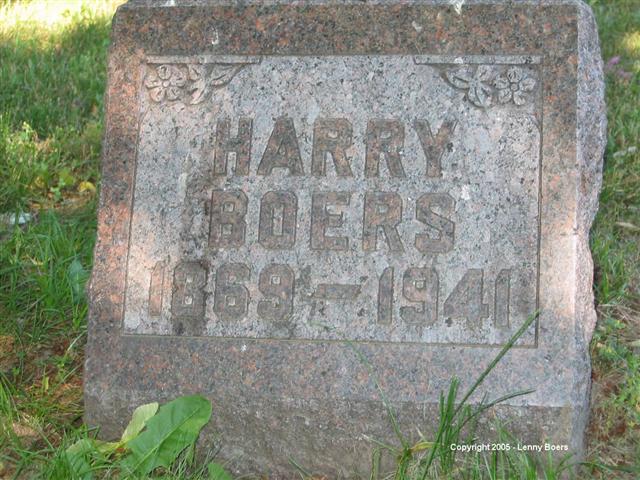 HARRY
BOERS
1869-1941
Copyright 2005 - Lenny Boers